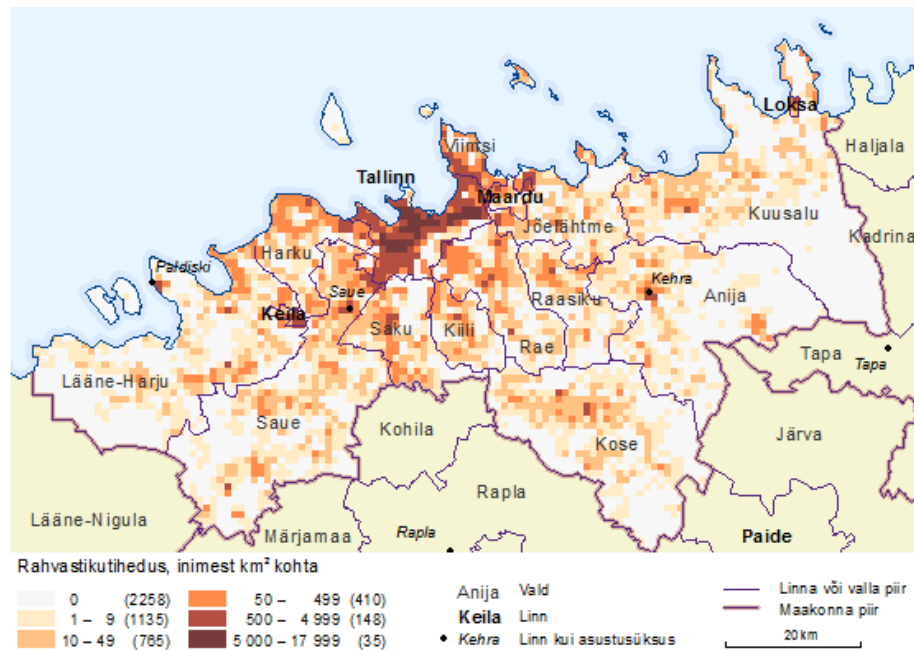 Loksa
Haljala
Viimsi
Tallinn
Maardu
Kuusalu
Jõelähtme
Kadrina
Harku
Paldiski
Kehra
Saue
Anija
Raasiku
Keila
Saku
Kiili
Rae
Tapa
Tapa
Lääne-Harju
Saue
Kohila
Kose
Järva
Rapla
Lääne-Nigula
Märjamaa
Rapla
Paide
Rahvastikutihedus, inimest km² kohta
0 (2258)
1 – 9 (1135)
10 – 49 (765)
50 – 499 (410)
500 – 4 999 (148)
5 000 – 17 999 (35)
Anija Vald
Keila Linn
Kehra Linn kui asustusüksus
Linna või valla piir
Maakonna piir
20 km